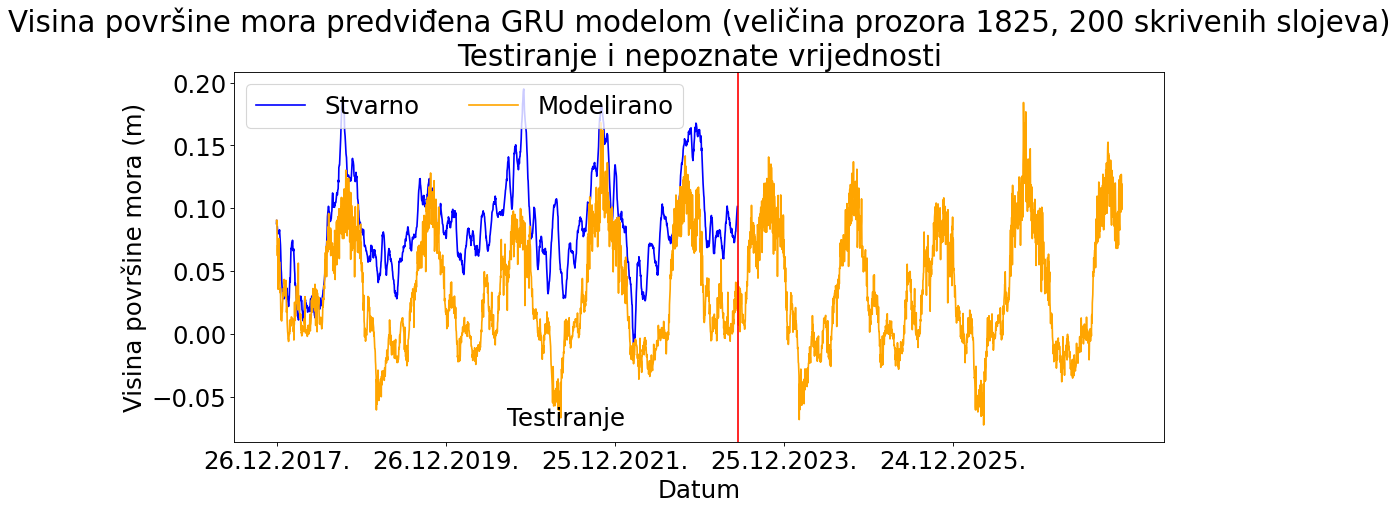 Visina površine mora predviđena GRU modelom (veličina prozora 1825, 200 skrivenih slojeva)
Testiranje i nepoznate vrijednosti
Stvarno
Modelirano
0.20
0.15
0.10
0.05
0.00
−0.05
Visina površine mora (m)
Testiranje
26.12.2017.
26.12.2019.
25.12.2021.
25.12.2023.
24.12.2025.
Datum